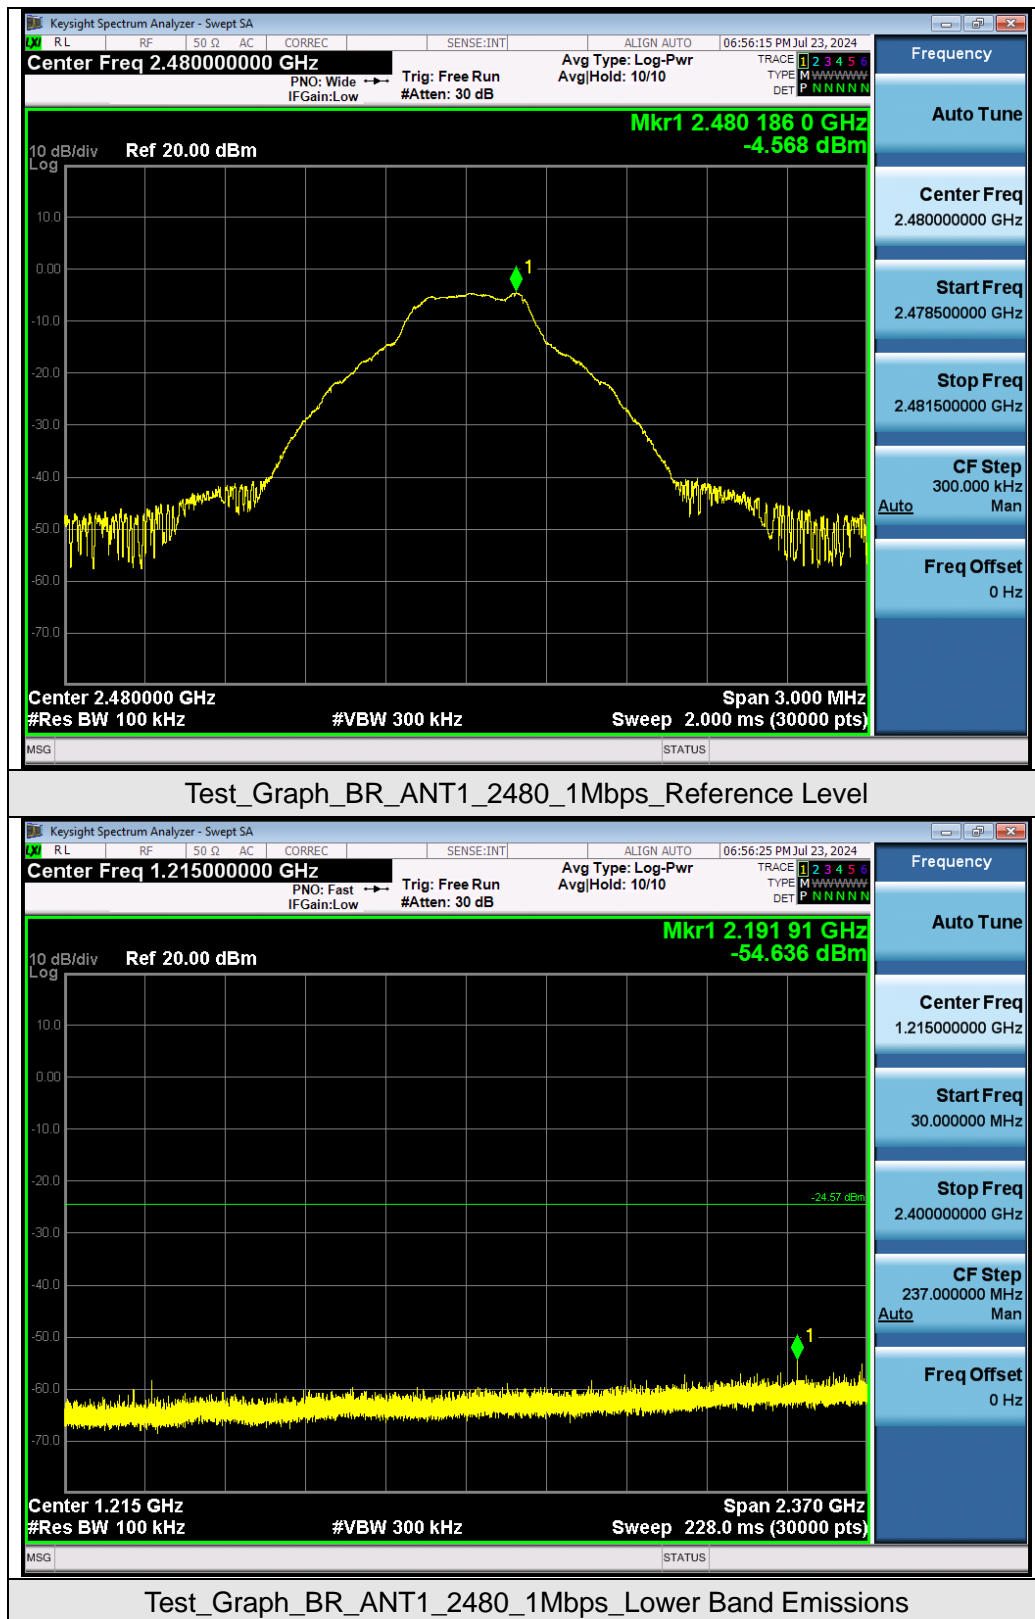 Keysight Spectrum Analyzer - Swept SA
LXI RL RF 50 Ω AC CORREC SENSE:INT ALIGN AUTO 06:56:15 PM Jul 23, 2024
Center Freq 2.480000000 GHz
PNO: Wide
IFGain:Low
Trig: Free Run
#Atten: 30 dB
Avg Type: Log-Pwr
Avg|Hold: 10/10
TRACE 1 2 3 4 5 6
TYPE M WWWWW
DET P N N N N N
Mkr1 2.480 186 0 GHz
-4.568 dBm
10 dB/div Ref 20.00 dBm
Log
10.0
0.00
-10.0
-20.0
-30.0
-40.0
-50.0
-60.0
-70.0
1
Center 2.480000 GHz Span 3.000 MHz
#Res BW 100 kHz #VBW 300 kHz Sweep 2.000 ms (30000 pts)
MSG STATUS
Frequency
Auto Tune
Center Freq
2.480000000 GHz
Start Freq
2.478500000 GHz
Stop Freq
2.481500000 GHz
CF Step
300.000 kHz
Auto Man
Freq Offset
0 Hz
Test_Graph_BR_ANT1_2480_1Mbps_Reference Level
Keysight Spectrum Analyzer - Swept SA
LXI RL RF 50 Ω AC CORREC SENSE:INT ALIGN AUTO 06:56:25 PM Jul 23, 2024
Center Freq 1.215000000 GHz
PNO: Fast
IFGain:Low
Trig: Free Run
#Atten: 30 dB
Avg Type: Log-Pwr
Avg|Hold: 10/10
TRACE 1 2 3 4 5 6
TYPE M WWWWW
DET P N N N N N
Mkr1 2.191 91 GHz
-54.636 dBm
10 dB/div Ref 20.00 dBm
Log
10.0
0.00
-10.0
-20.0
-30.0
-40.0
-50.0
-60.0
-70.0
-24.57 dBm
1
Center 1.215 GHz Span 2.370 GHz
#Res BW 100 kHz #VBW 300 kHz Sweep 228.0 ms (30000 pts)
MSG STATUS
Frequency
Auto Tune
Center Freq
1.215000000 GHz
Start Freq
30.000000 MHz
Stop Freq
2.400000000 GHz
CF Step
237.000000 MHz
Auto Man
Freq Offset
0 Hz
Test_Graph_BR_ANT1_2480_1Mbps_Lower Band Emissions